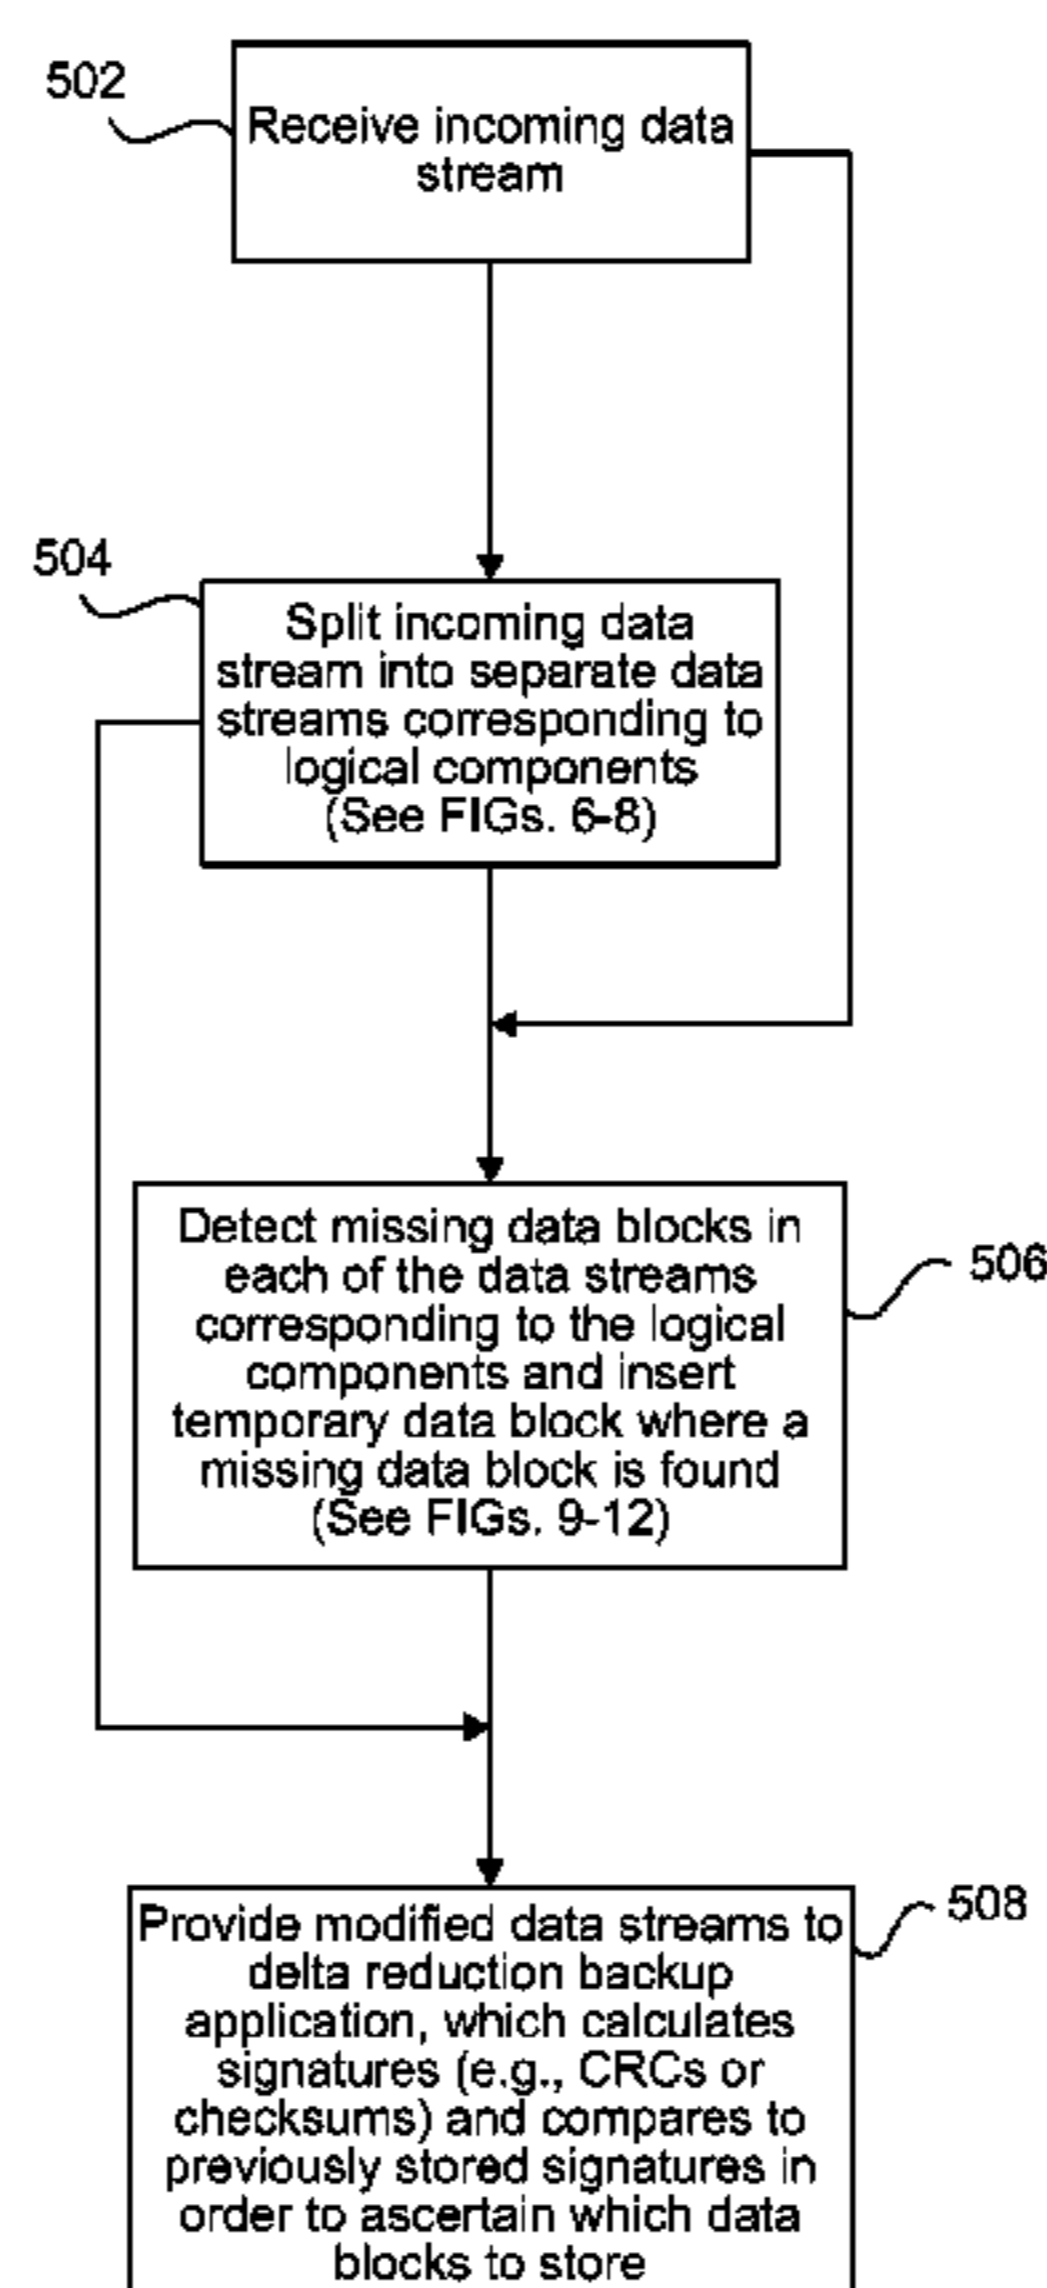 502
Receive incoming data
stream
504
Split incoming data
stream into separate data
streams corresponding to
logical components
(See FIGs. 6-8)
Detect missing data blocks in
each of the data streams
corresponding to the logical
components and insert
temporary data block where a
missing data block is found
(See FIGs. 9-12)
506
Provide modified data streams to
delta reduction backup
application, which calculates
signatures (e.g., CRCs or
checksums) and compares to
previously stored signatures in
order to ascertain which data
blocks to store
508